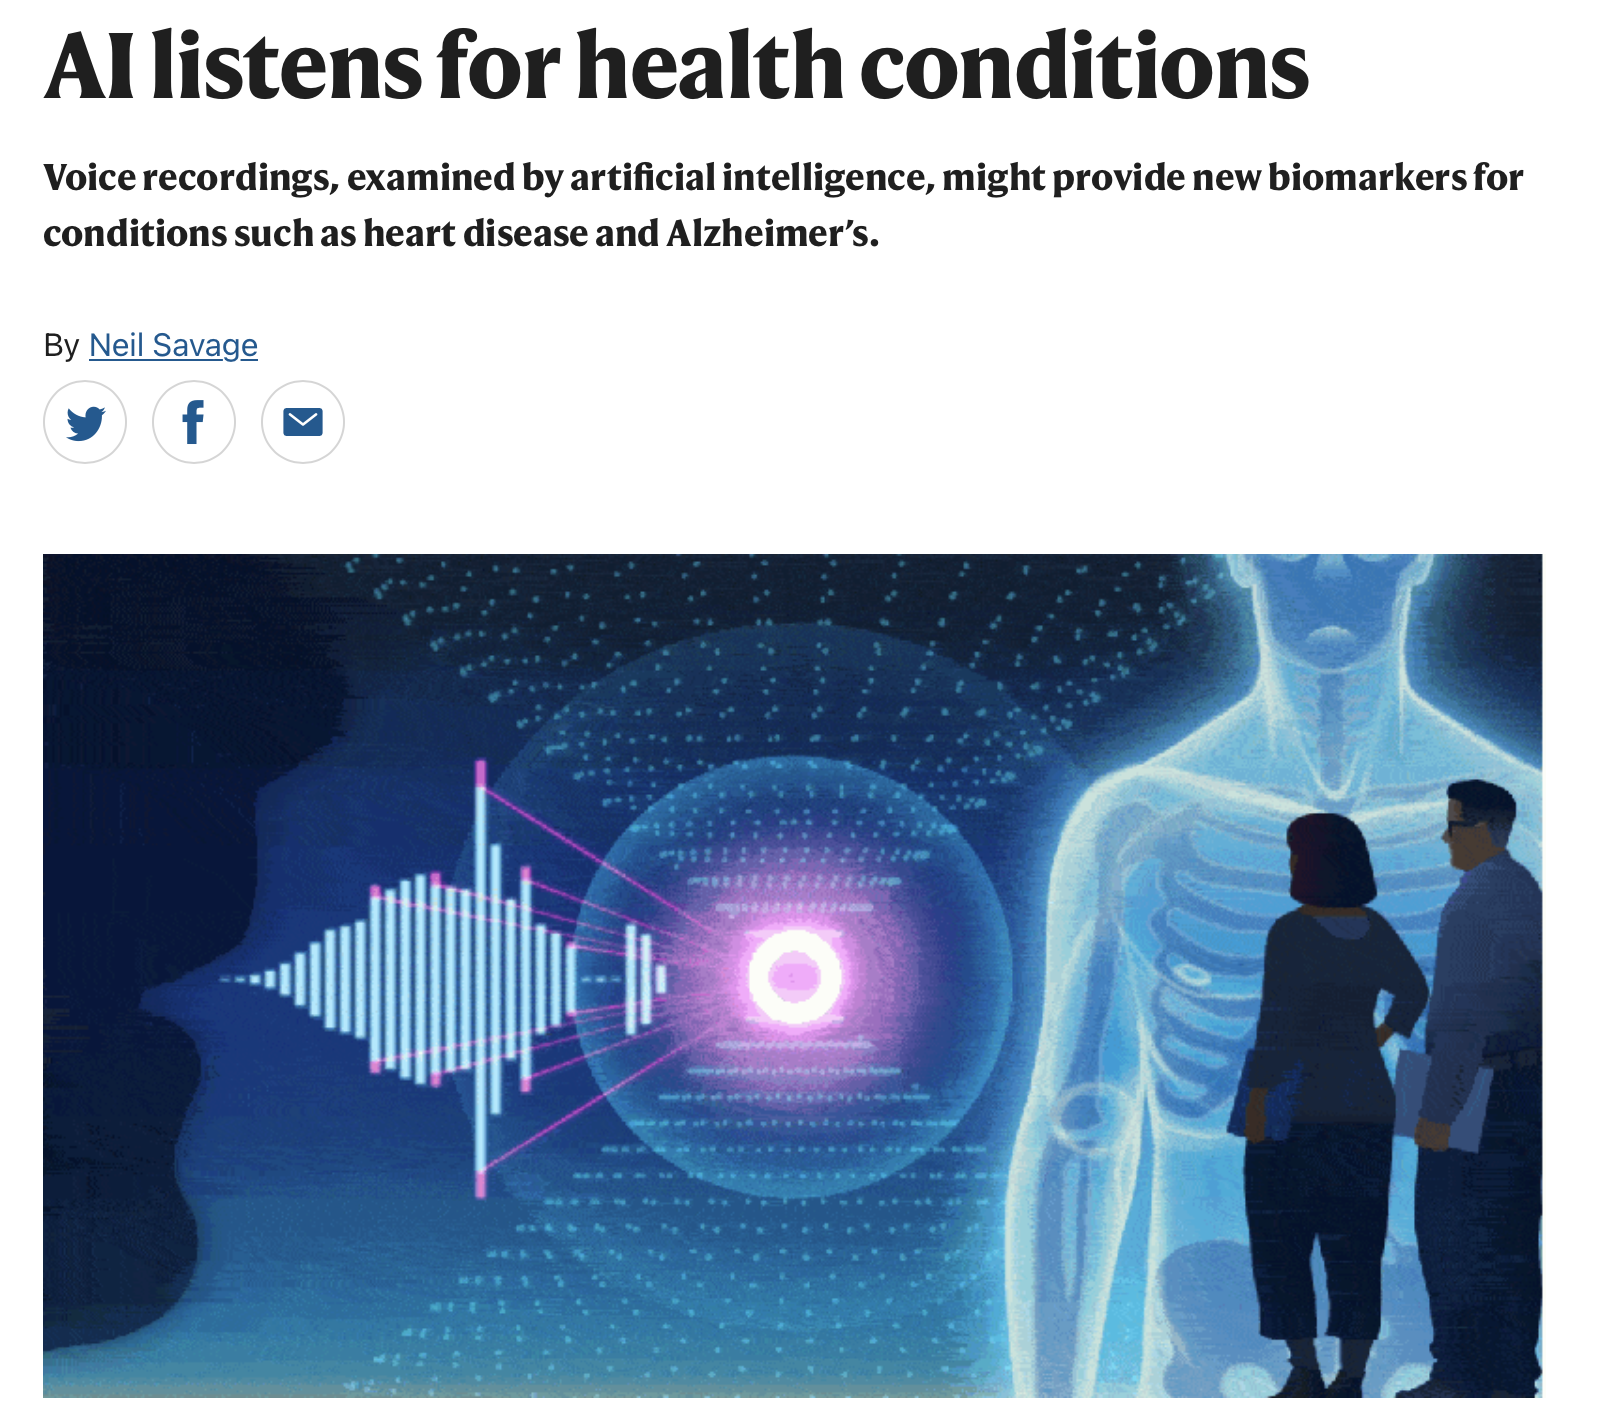 AI listens for health conditions
Voice recordings, examined by artificial intelligence, might provide new biomarkers for
conditions such as heart disease and Alzheimer’s.
By Neil Savage